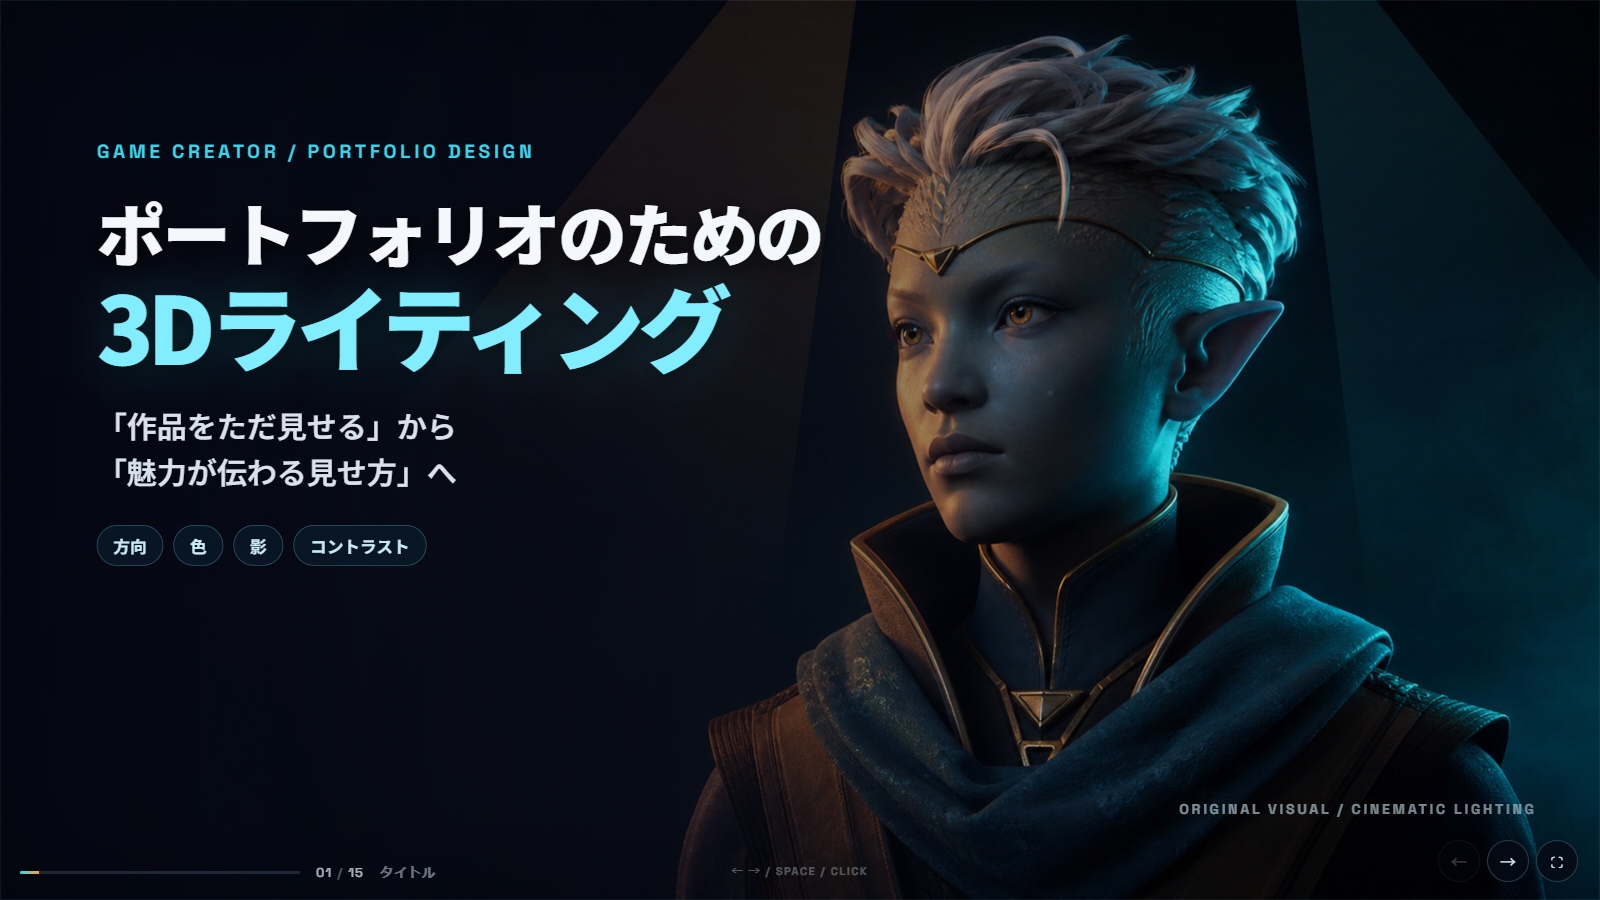 GAME CREATOR / PORTFOLIO DESIGN
ポートフォリオのための
3Dライティング
「作品をただ見せる」から
「魅力が伝わる見せ方」へ
方向 色 影 コントラスト
ORIGINAL VISUAL / CINEMATIC LIGHTING
01 / 15 タイトル
← → / SPACE / CLICK
← →